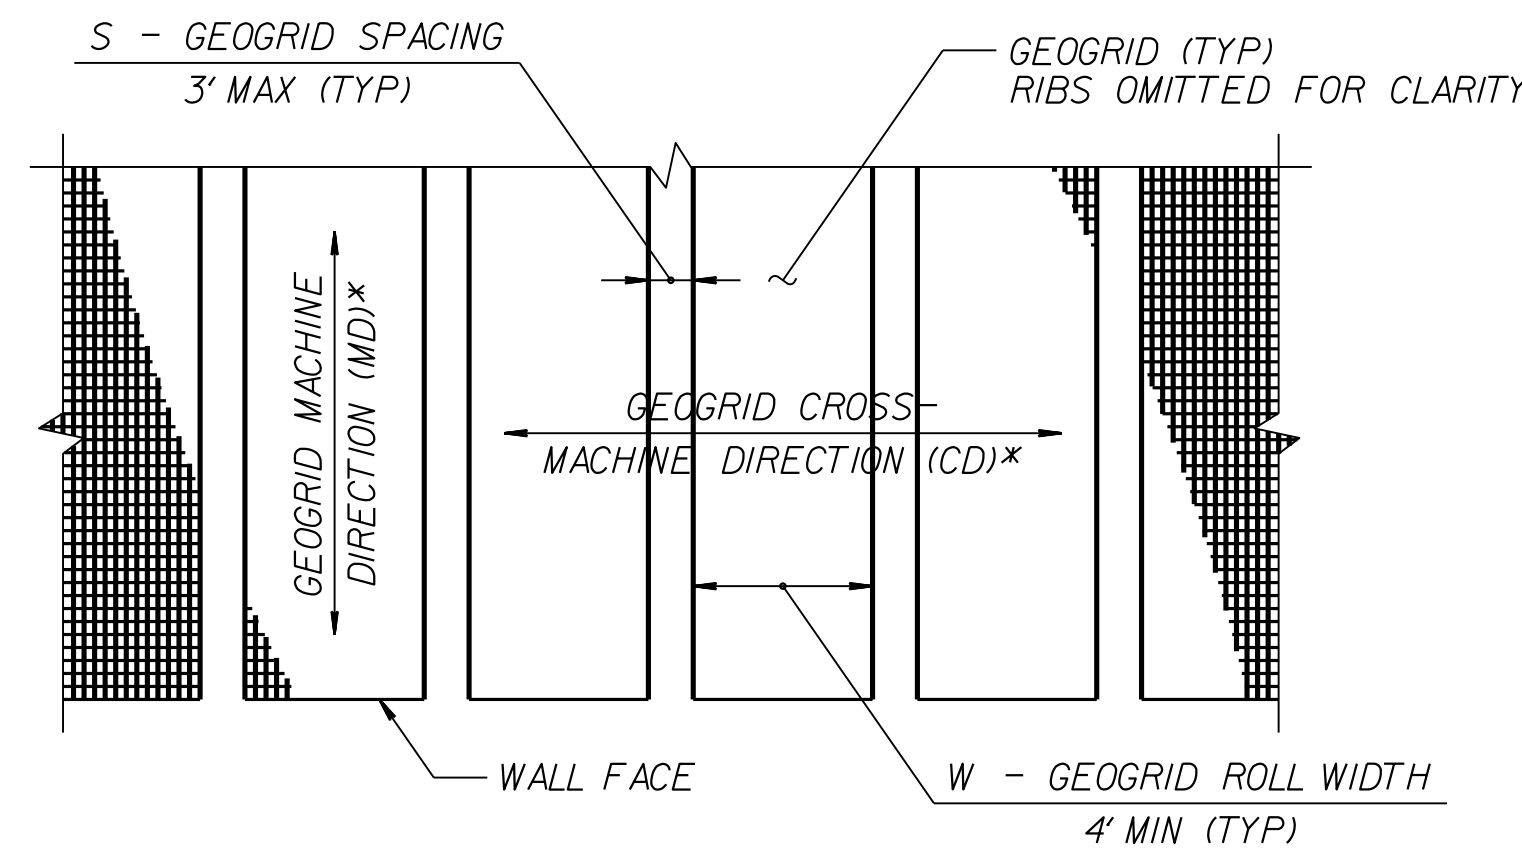 S - GEOGRID SPACING
3' MAX (TYP)
GEOGRID (TYP)
RIBS OMITTED FOR CLARITY
GEOGRID MACHINE
DIRECTION (MD)*
GEOGRID CROSS-
MACHINE DIRECTION (CD)*
WALL FACE
W - GEOGRID ROLL WIDTH
4' MIN (TYP)